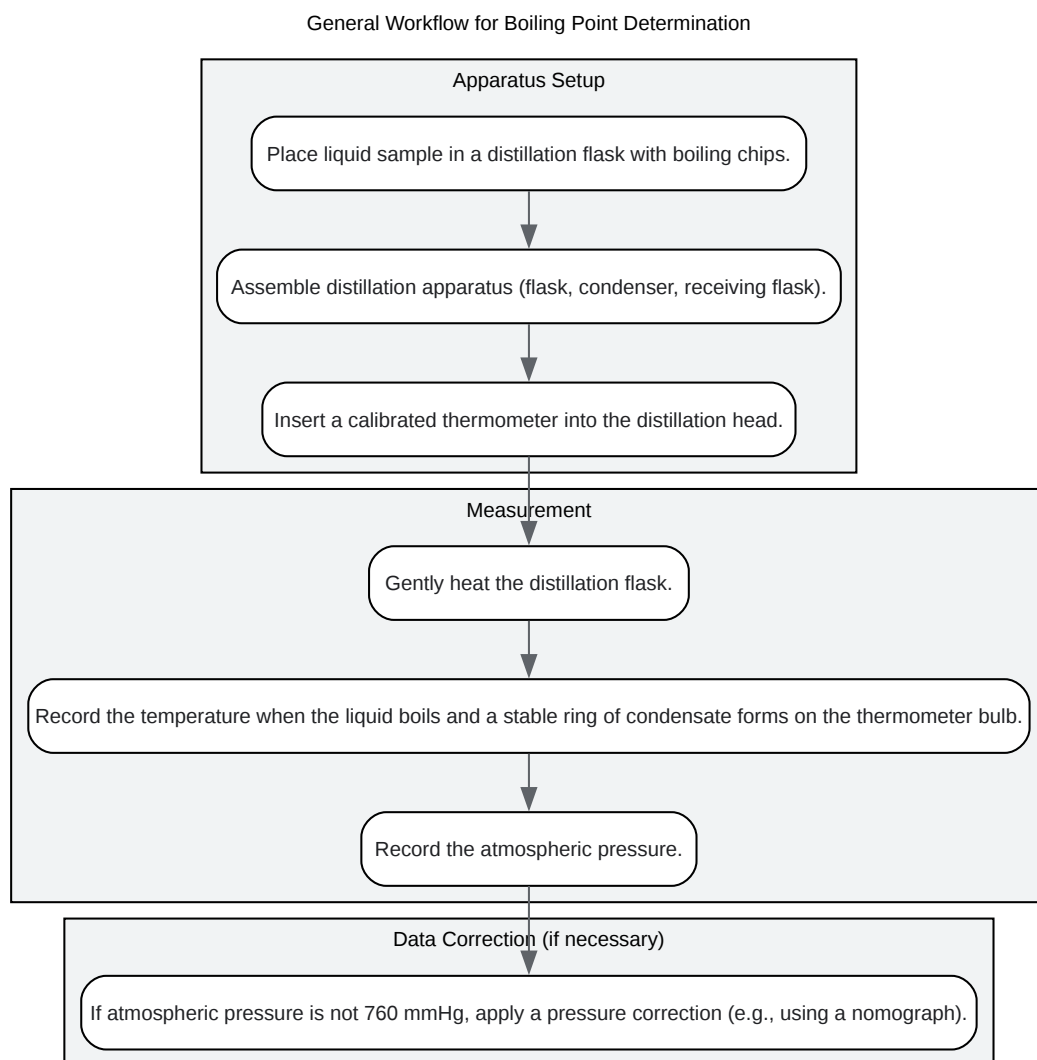 General Workflow for Boiling Point Determination
Apparatus Setup
Place liquid sample in a distillation flask with boiling chips.
Assemble distillation apparatus (flask, condenser, receiving flask).
Insert a calibrated thermometer into the distillation head.
Measurement
Gently heat the distillation flask.
Record the temperature when the liquid boils and a stable ring of condensate forms on the thermometer bulb.
Record the atmospheric pressure.
Data Correction (if necessary)
If atmospheric pressure is not 760 mmHg, apply a pressure correction (e.g., using a nomograph).